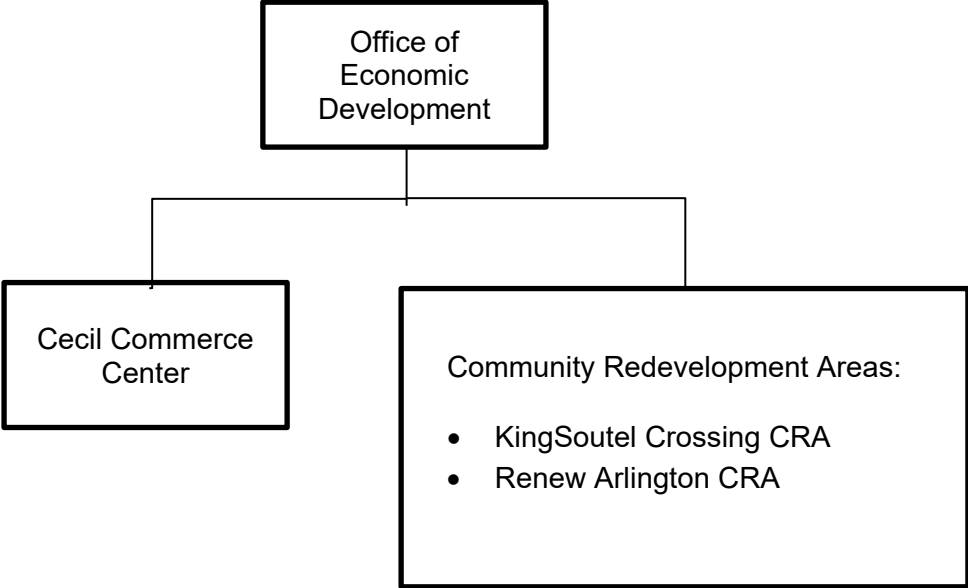 Office of
Economic
Development
Cecil Commerce
Center
Community Redevelopment Areas:
• KingSoutel Crossing CRA
• Renew Arlington CRA